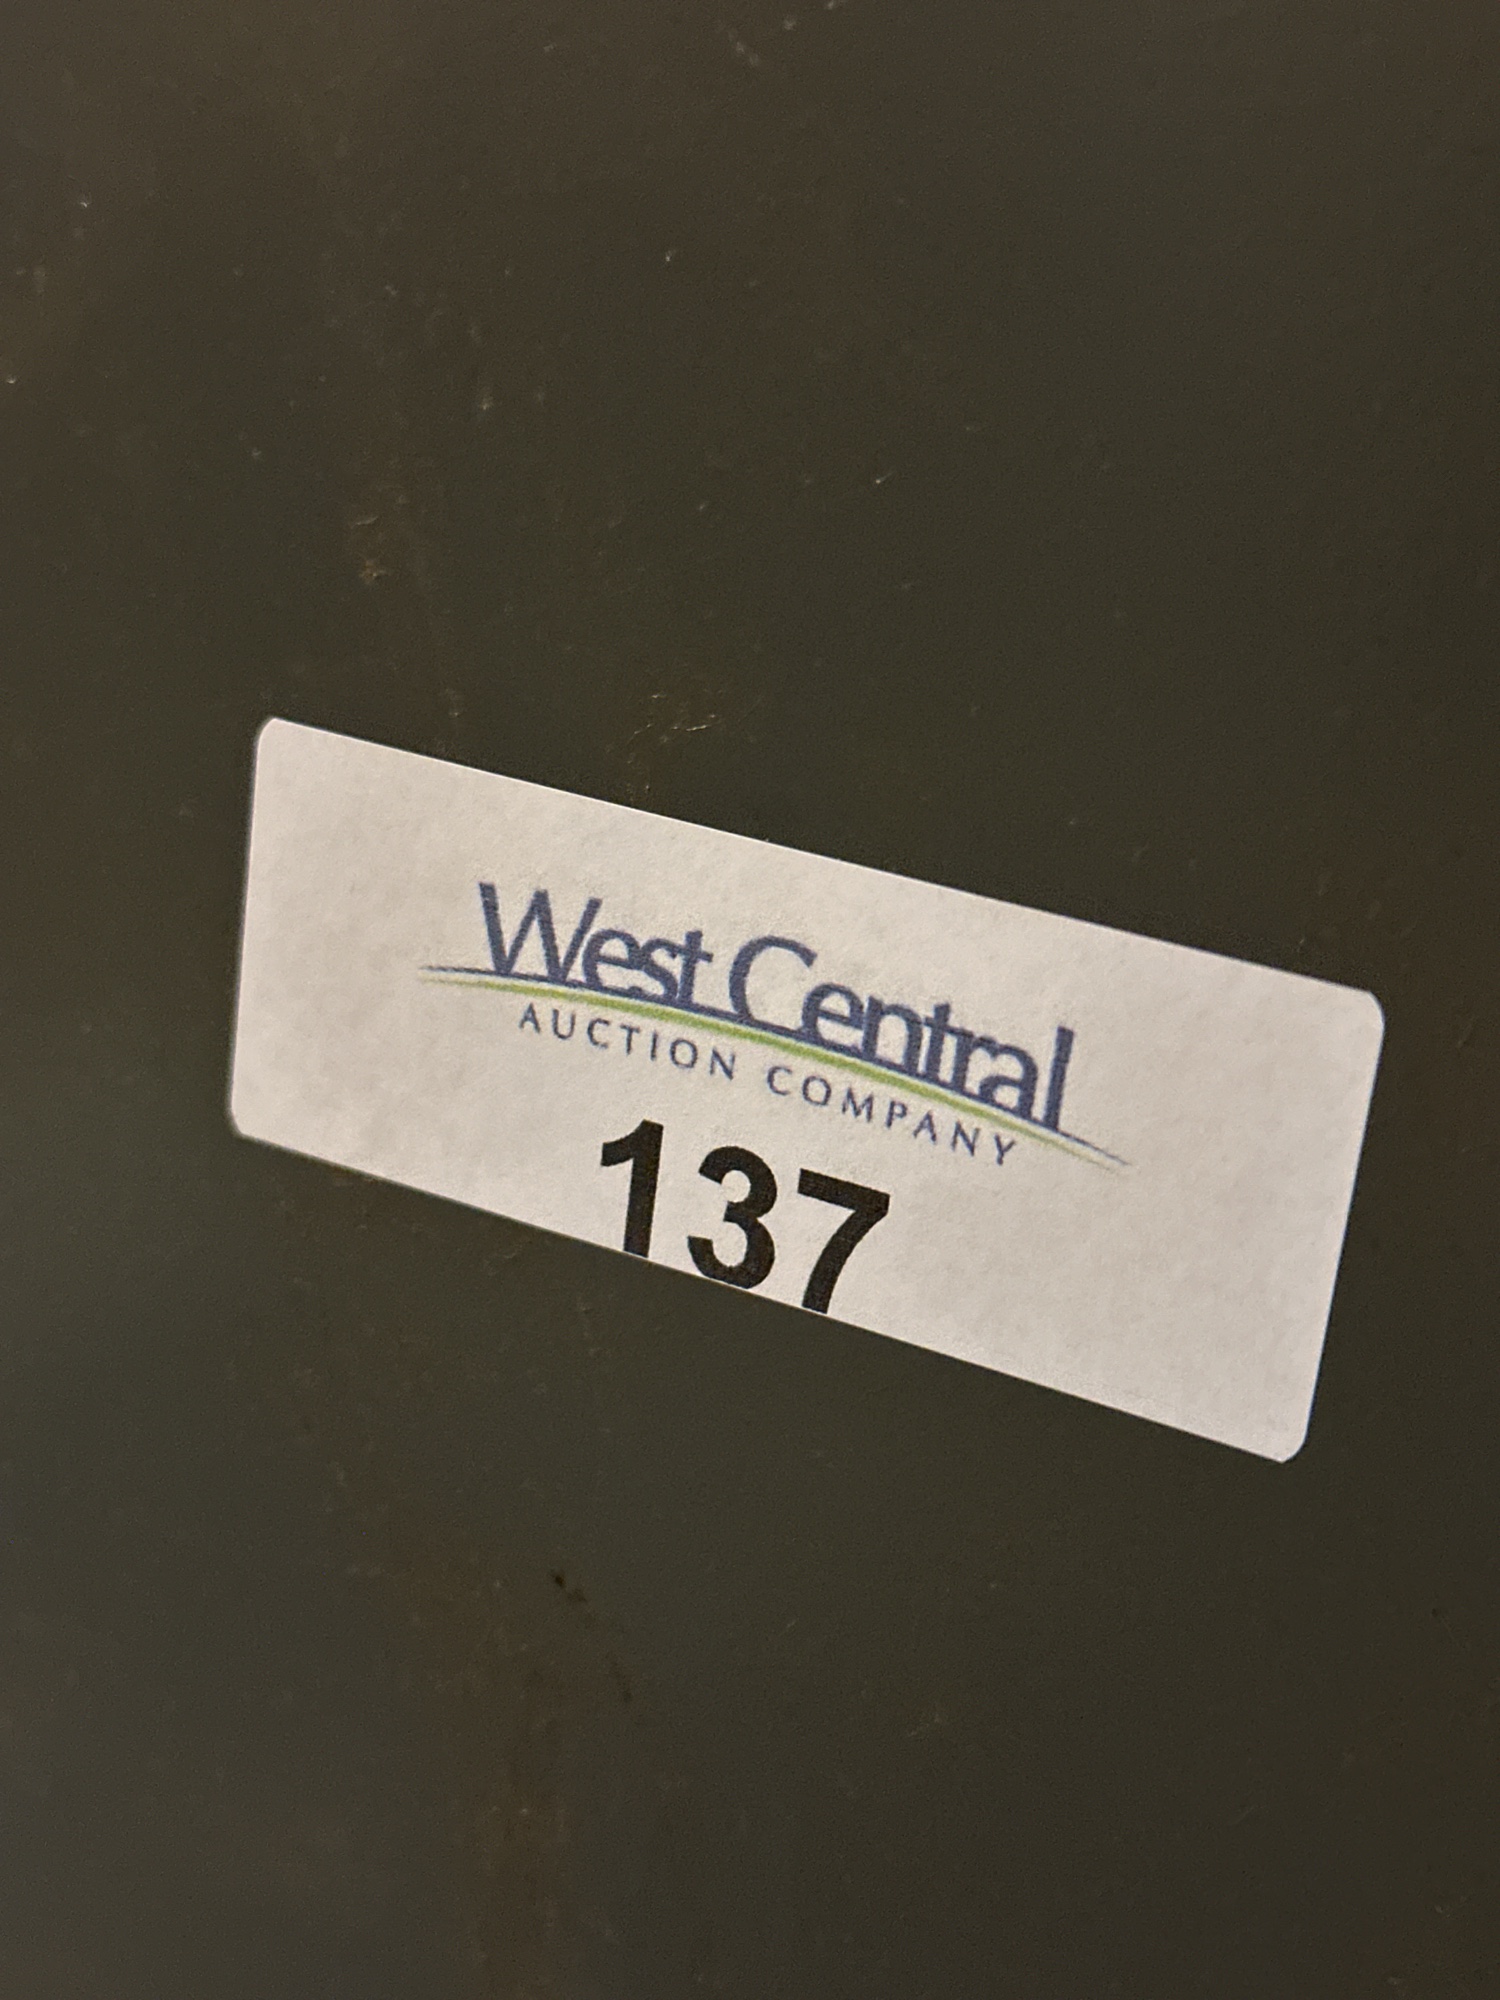 West Central
AUCTION COMPANY
137